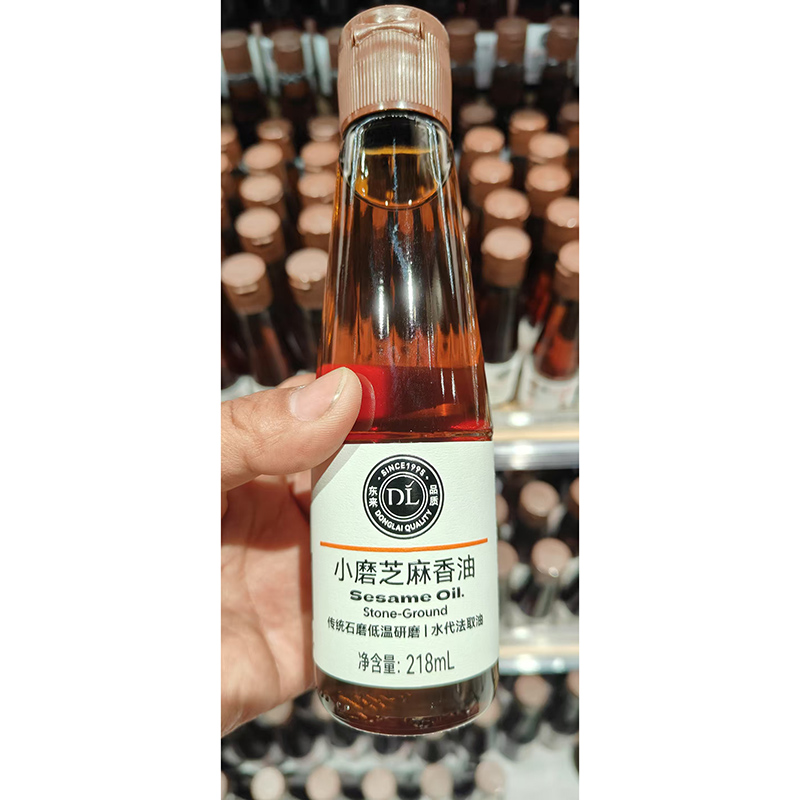 SINCE1995
东来 品质
DL
DONGLAI QUALITY
小磨芝麻香油
Sesame Oil.
Stone-Ground
传统石磨低温研磨 | 水代法取油
净含量: 218mL